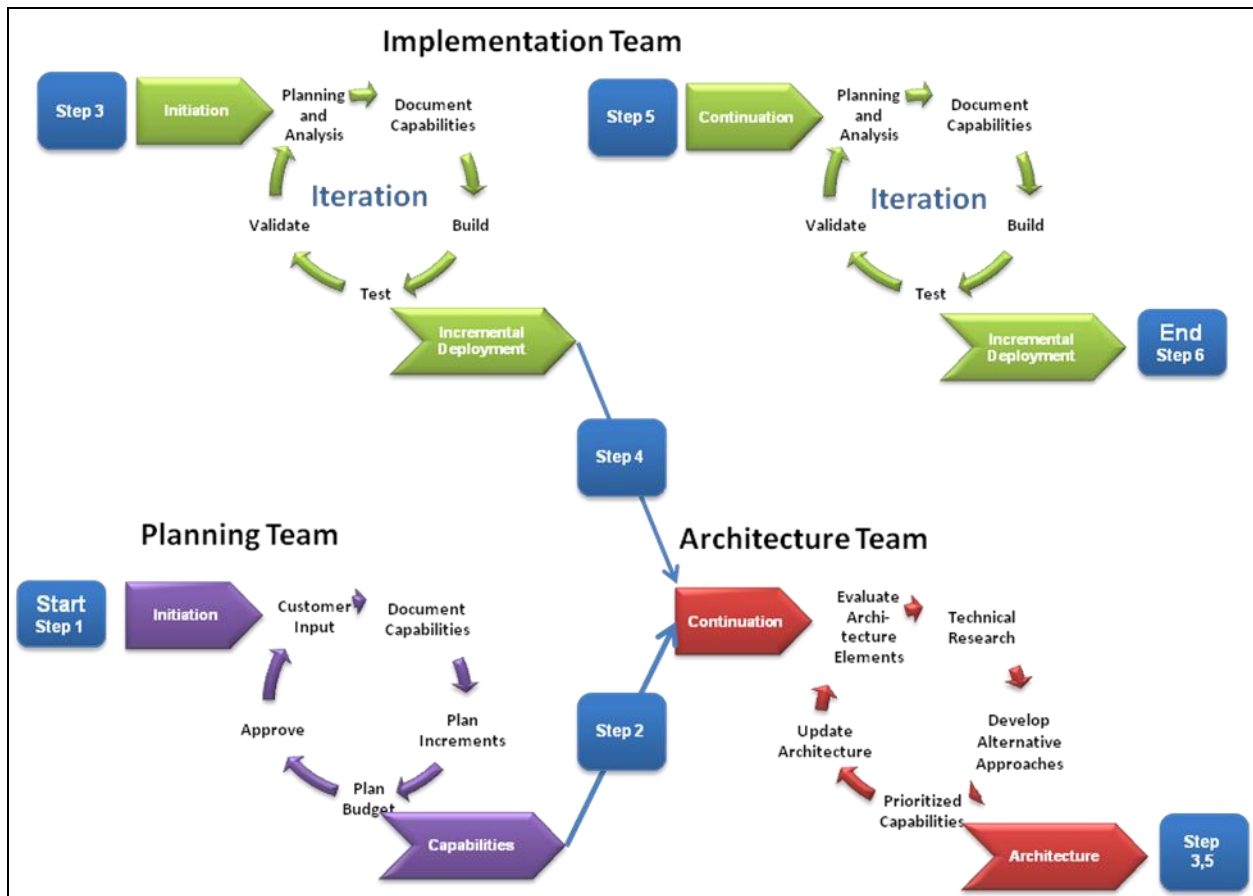 Implementation Team
Step 3
Initiation
Planning
and
Analysis
Document
Capabilities
Iteration
Validate
Build
Test
Incremental
Deployment
Step 5
Continuation
Planning
and
Analysis
Document
Capabilities
Iteration
Validate
Build
Test
Incremental
Deployment
End
Step 6
Step 4
Planning Team
Start
Step 1
Initiation
Customer
Input
Document
Capabilities
Approve
Plan
Increments
Plan
Budget
Capabilities
Step 2
Architecture Team
Continuation
Evaluate
Archi-
tecture
Elements
Technical
Research
Update
Architecture
Develop
Alternative
Approaches
Prioritized
Capabilities
Architecture
Step
3,5